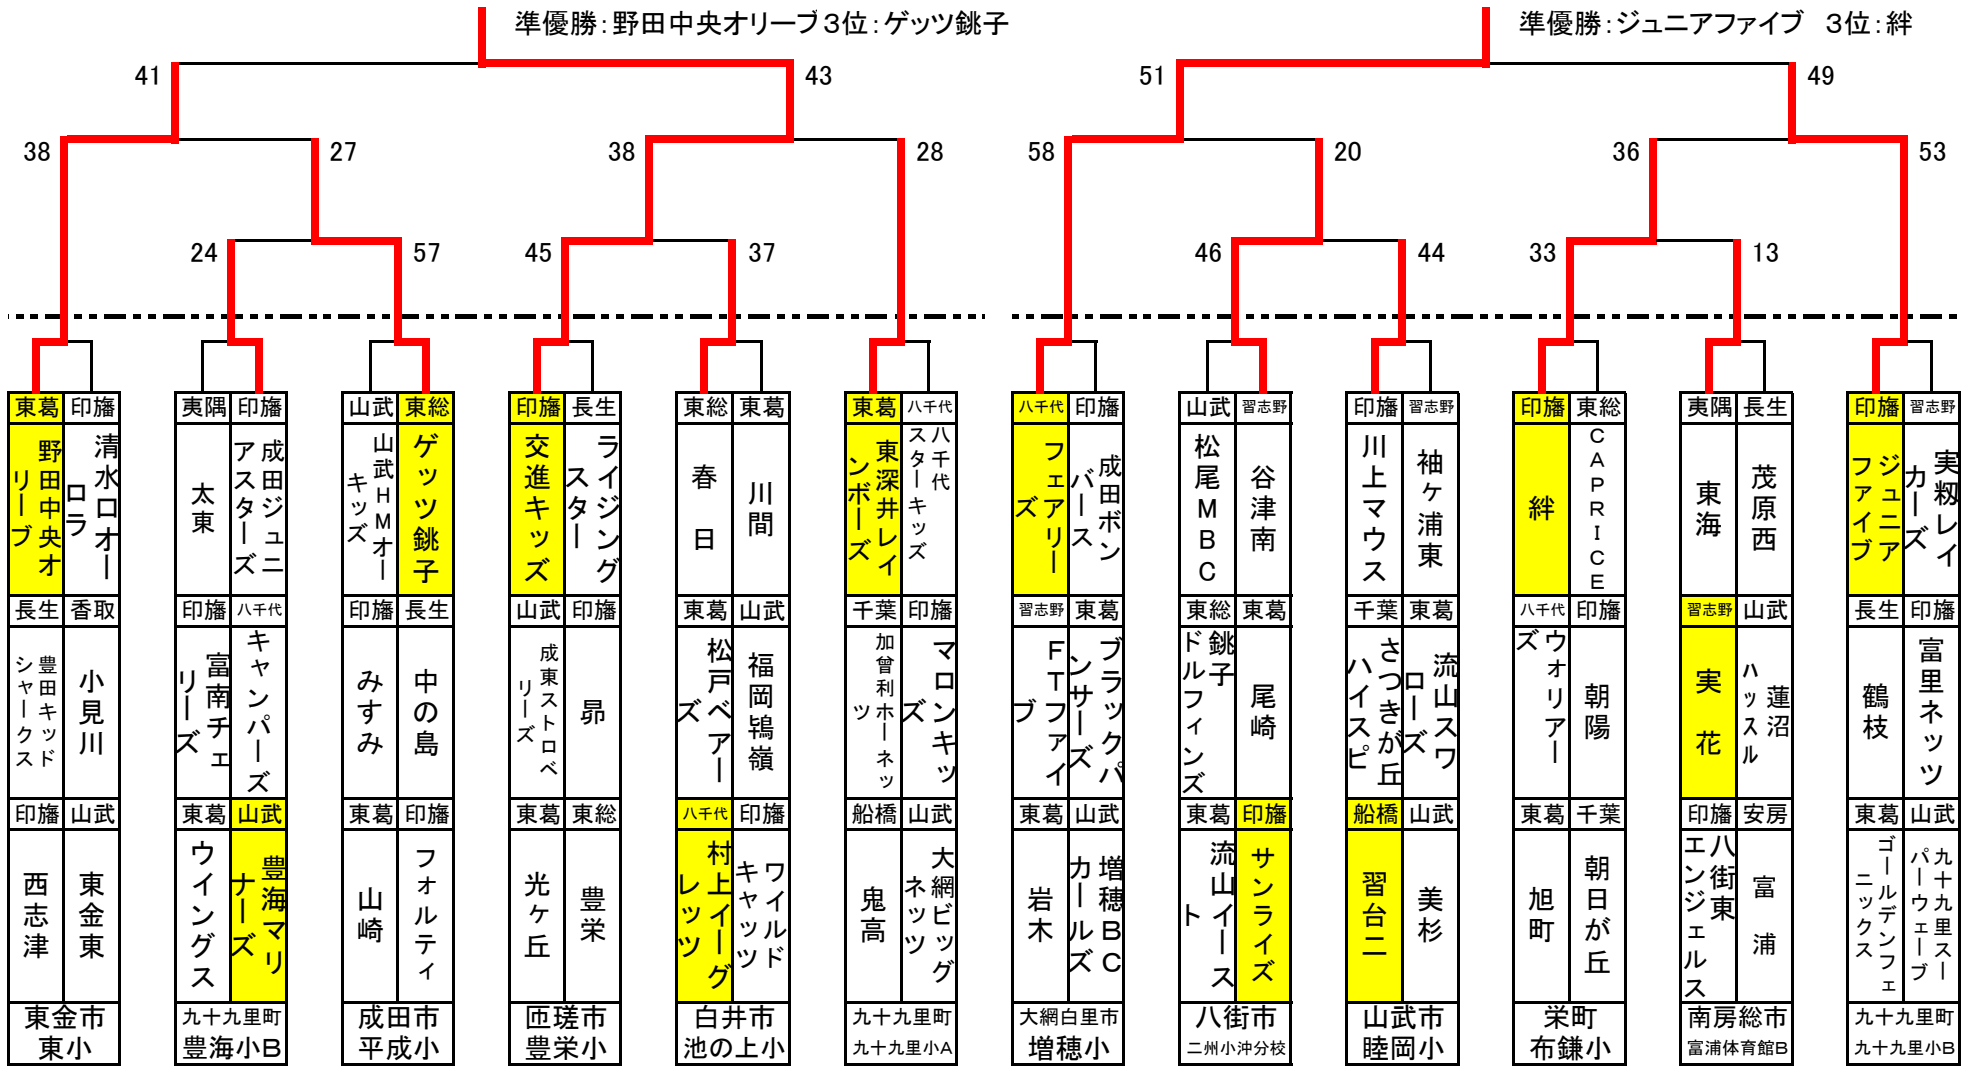 準優勝：野田中央オリーブ３位：ゲッツ銚子
準優勝：ジュニアファイブ　３位：絆
41 43 51 49
38 27 38 28 58 20 36 53
24 57 45 37 46 44 33 13
東葛 印旛 夷隅 印旛 山武 東総 印旛 長生 東総 東葛 東葛 八千代 八千代 印旛 山武 習志野 印旛 習志野 印旛 東総 夷隅 長生 印旛 習志野
野田中央オリーブ
清水口オーロラ
太東
成田ジュニアスターズ
山武ＨＭオーキッズ
ゲッツ銚子
交進キッズ
ライジングスター
春日
川間
東深井レインボーズ
八千代スターキッズ
フェアリーズ
成田ボンバース
松尾ＭＢＣ
谷津南
川上マウス
袖ヶ浦東
絆
ＣＡＰＲＩＣＥ
東海
茂原西
ジュニアファイブ
実籾レイカーズ
長生 香取 印旛 八千代 印旛 長生 山武 印旛 東葛 山武 千葉 印旛 習志野 東葛 東総 東葛 千葉 東葛 八千代 印旛 習志野 山武 長生 印旛
豊田キッドシャークス
小見川
富南チェリーズ
キャンパーズ
みすみ
中の島
成東ストロベリーズ
昴
松戸ベアーズ
福岡鴇嶺
加曾利ホーネッツ
マロンキッズ
ＦＴファイブ
ブラックパンサーズ
銚子ドルフィンズ
尾崎
さつきが丘ハイスピ
流山スワローズ
ウォリアーズ
朝陽
実花
蓮沼ハッスル
鶴枝
富里ネッツ
印旛 山武 東葛 山武 東葛 印旛 東葛 東総 八千代 印旛 船橋 山武 東葛 山武 東葛 印旛 船橋 山武 東葛 千葉 印旛 安房 東葛 山武
西志津
東金東
ウイングス
豊海マリナーズ
山崎
フォルティ
光ヶ丘
豊栄
村上イーグレッツ
ワイルドキャッツ
鬼高
大網ビッグネッツ
岩木
増穂ＢＣカールズ
流山イースト
サンライズ
習台二
美杉
旭町
朝日が丘
八街東エンジェルス
富浦
ゴールデンフェニックス
九十九里スーパーウェーブ
東金市 九十九里町 成田市 匝瑳市 白井市 九十九里町 大網白里市 八街市 山武市 栄町 南房総市 九十九里町
東小 豊海小Ｂ 平成小 豊栄小 池の上小 九十九里小Ａ 増穂小 二州小沖分校 睦岡小 布鎌小 富浦体育館Ｂ 九十九里小Ｂ